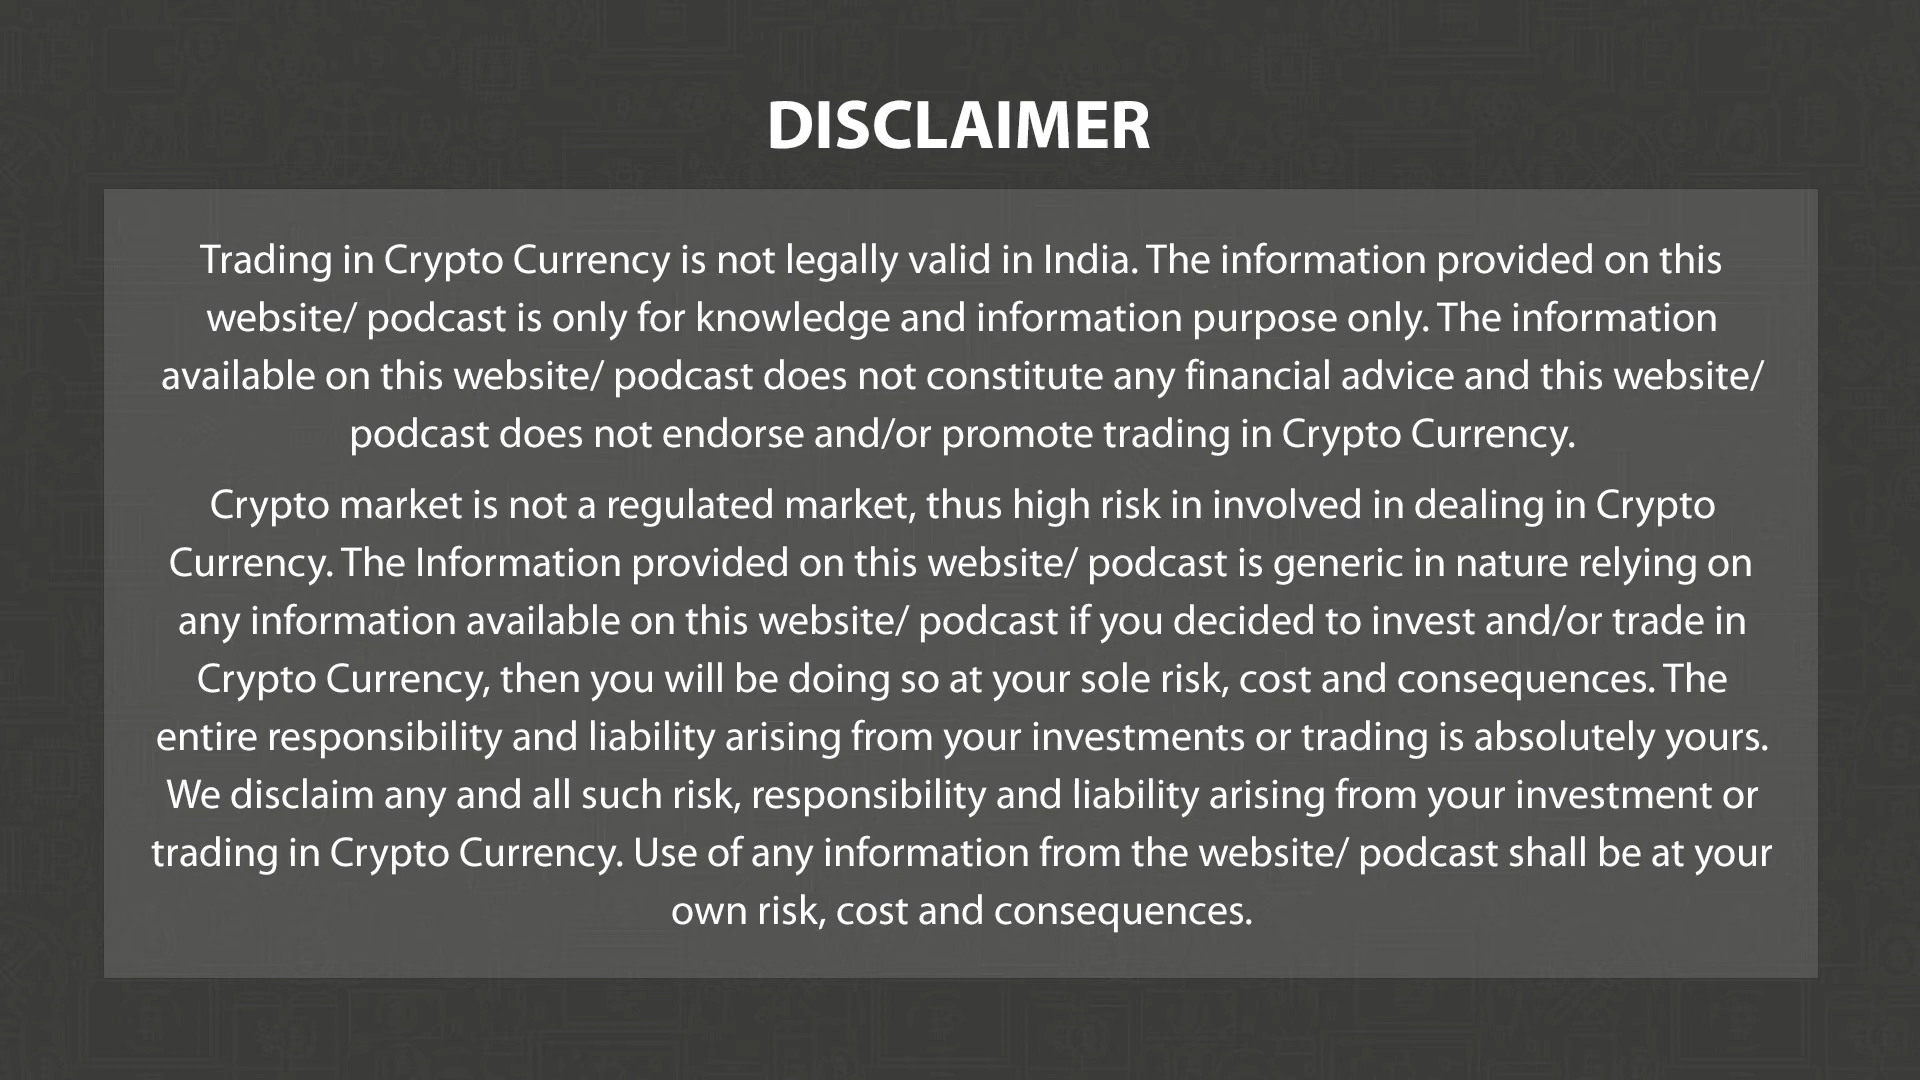 DISCLAIMER
Trading in Crypto Currency is not legally valid in India. The information provided on this
website/ podcast is only for knowledge and information purpose only. The information
available on this website/ podcast does not constitute any financial advice and this website/
podcast does not endorse and/or promote trading in Crypto Currency.
Crypto market is not a regulated market, thus high risk in involved in dealing in Crypto
Currency. The Information provided on this website/ podcast is generic in nature relying on
any information available on this website/ podcast if you decided to invest and/or trade in
Crypto Currency, then you will be doing so at your sole risk, cost and consequences. The
entire responsibility and liability arising from your investments or trading is absolutely yours.
We disclaim any and all such risk, responsibility and liability arising from your investment or
trading in Crypto Currency. Use of any information from the website/ podcast shall be at your
own risk, cost and consequences.